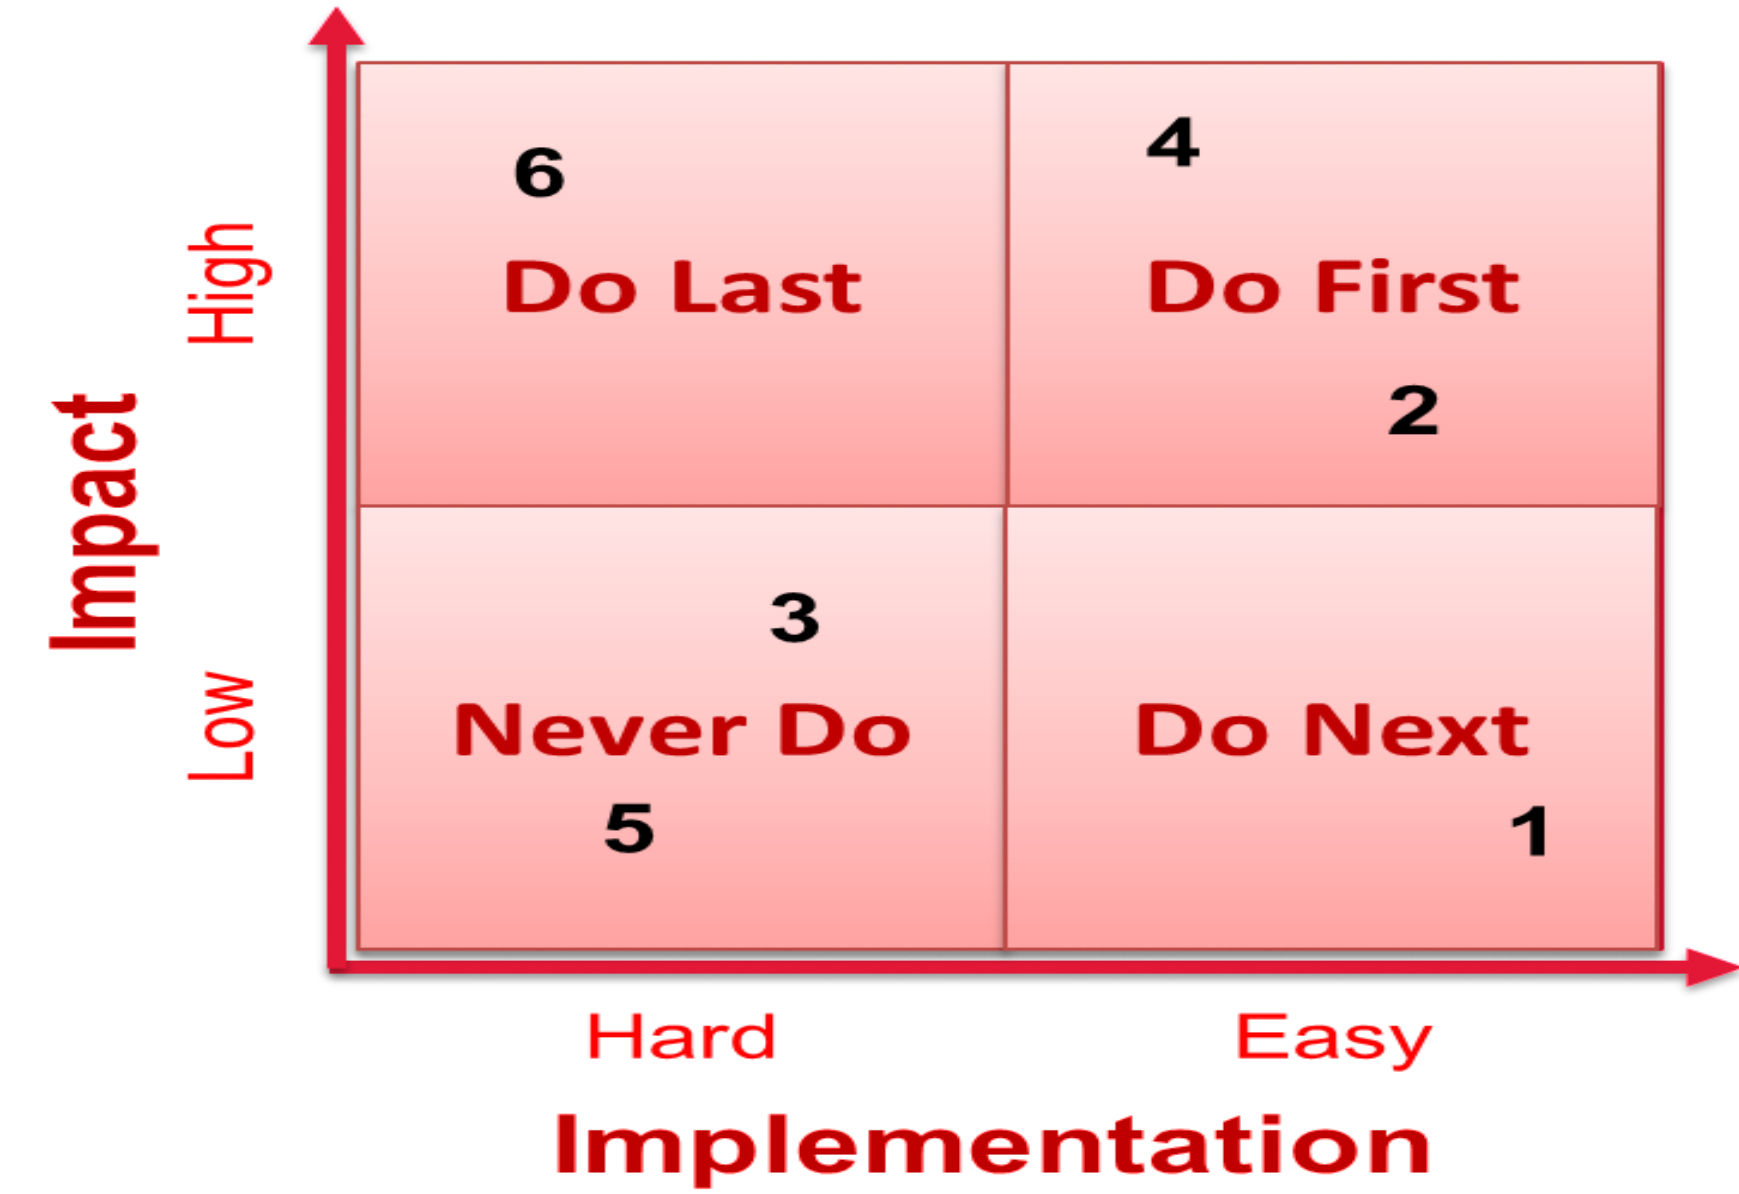 6
4
High
Do Last
Do First
2
Impact
3
Low
Never Do
Do Next
5
1
Hard
Easy
Implementation